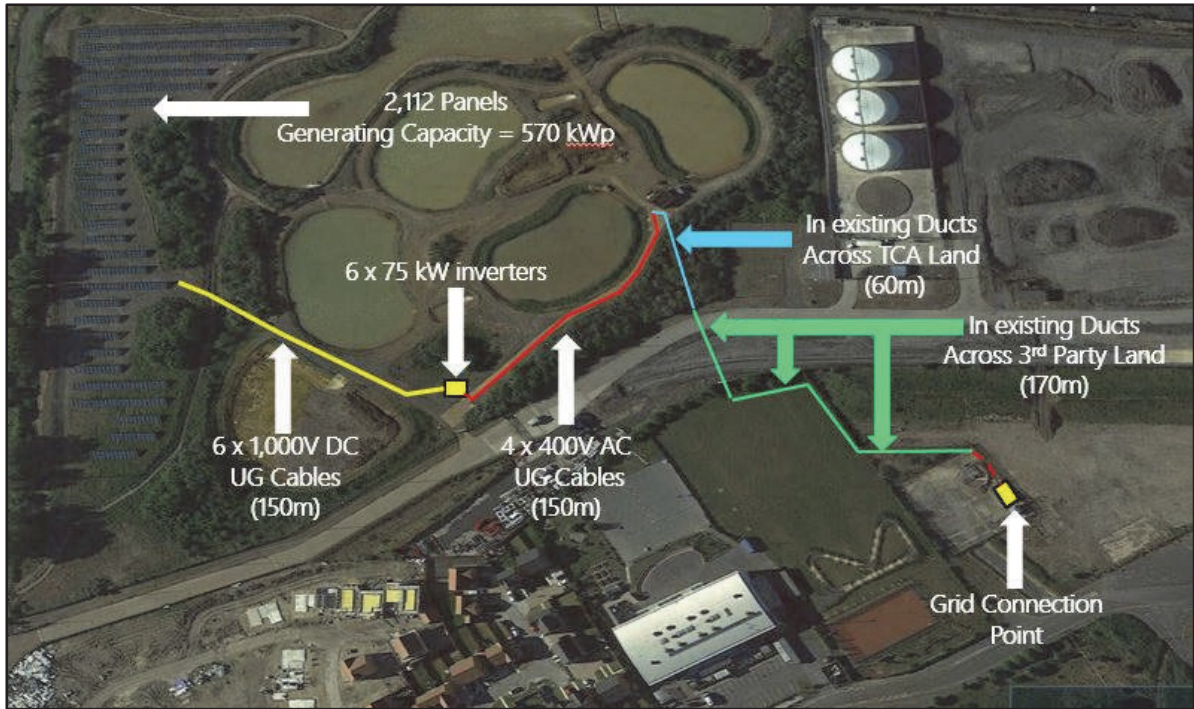 2,112 Panels
Generating Capacity = 570 kWp
6 x 75 kW inverters
In existing Ducts
Across TCA Land
(60m)
In existing Ducts
Across 3rd Party Land
(170m)
6 x 1,000V DC
UG Cables
(150m)
4 x 400V AC
UG Cables
(150m)
Grid Connection
Point